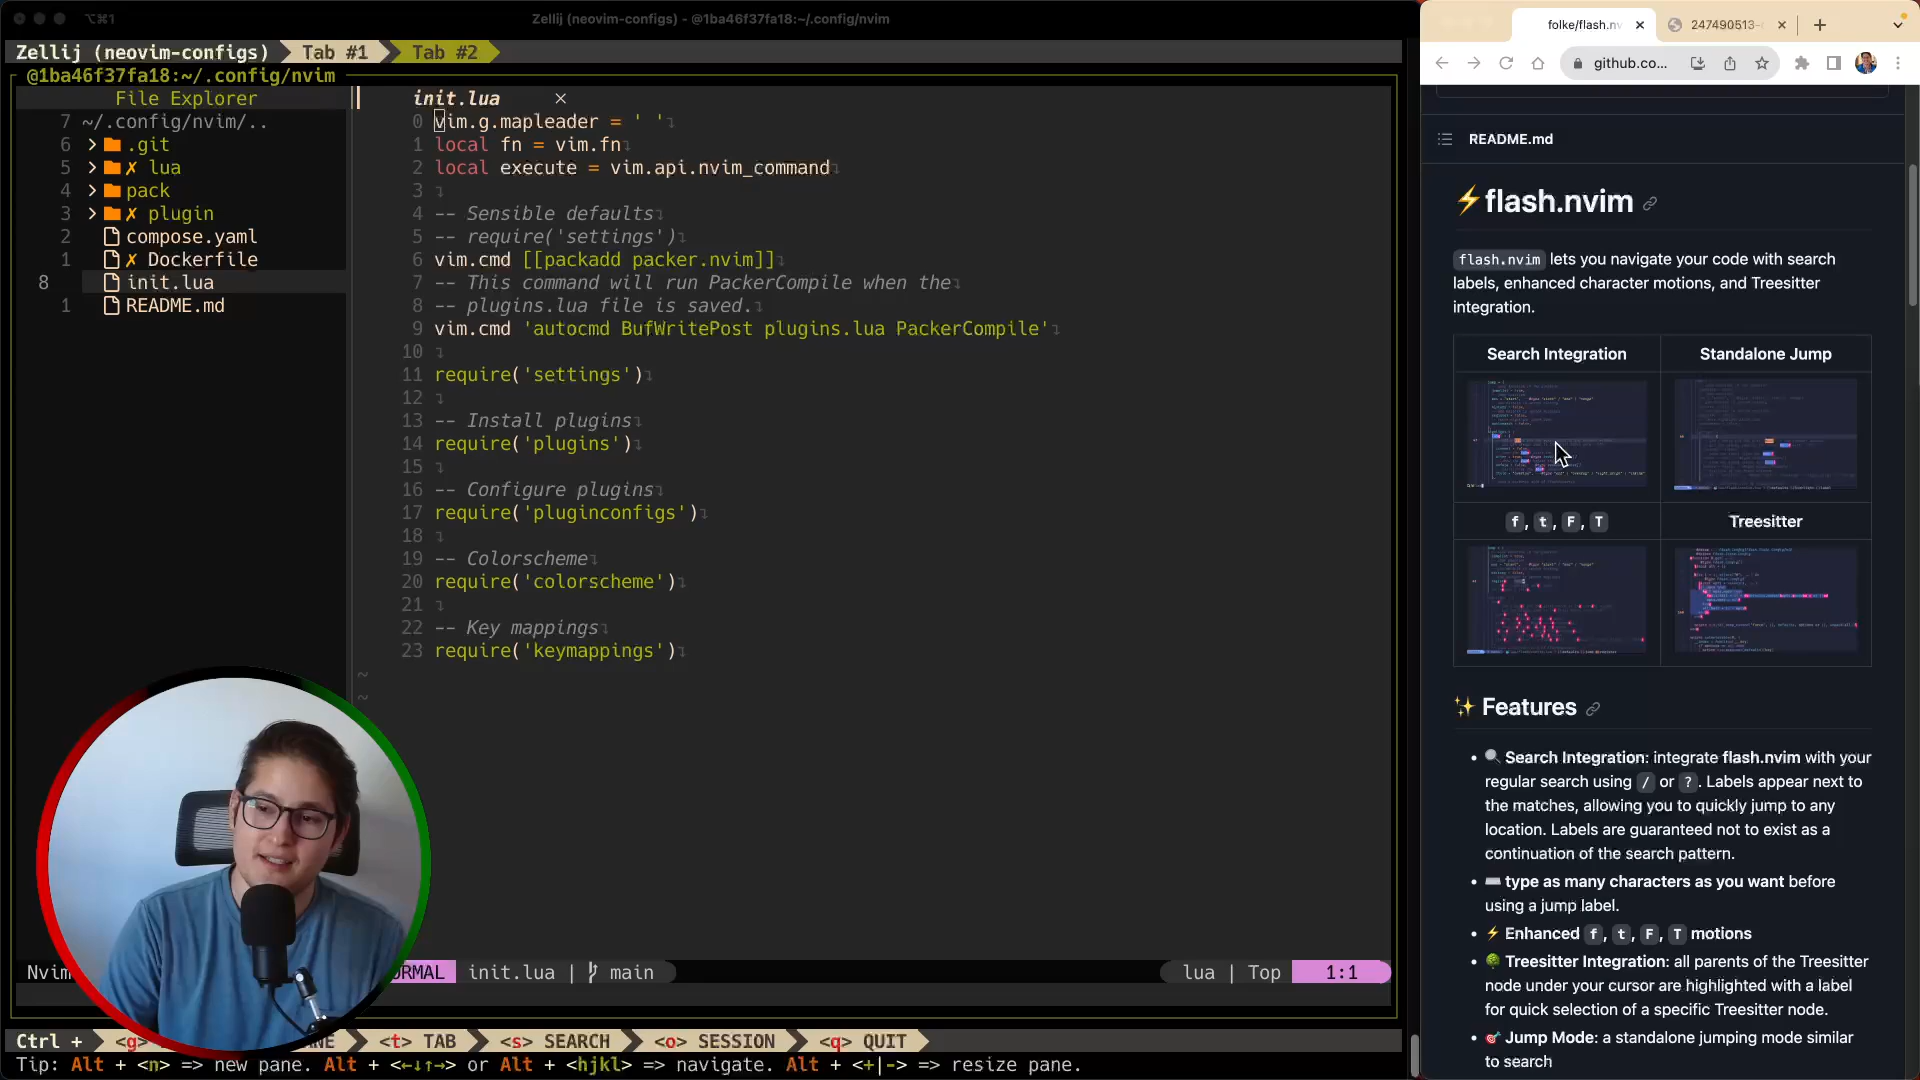 ⌥⌘1
Zellij (neovim-configs) - @1ba46f37fa18:~/.config/nvim
Zellij (neovim-configs) Tab #1 Tab #2
@1ba46f37fa18:~/.config/nvim
File Explorer
7 ~/.config/nvim/..
6 .git
5 ✗ lua
4 pack
3 ✗ plugin
2 compose.yaml
1 ✗ Dockerfile
8 init.lua
1 README.md
init.lua ×
0 vim.g.mapleader = ' '
1 local fn = vim.fn
2 local execute = vim.api.nvim_command
3
4 -- Sensible defaults
5 -- require('settings')
6 vim.cmd [[packadd packer.nvim]]
7 -- This command will run PackerCompile when the
8 -- plugins.lua file is saved.
9 vim.cmd 'autocmd BufWritePost plugins.lua PackerCompile'
10
11 require('settings')
12
13 -- Install plugins
14 require('plugins')
15
16 -- Configure plugins
17 require('pluginconfigs')
18
19 -- Colorscheme
20 require('colorscheme')
21
22 -- Key mappings
23 require('keymappings')
~
~
init.lua | main
lua | Top 1:1
Ctrl + <g> <t> TAB <s> SEARCH <o> SESSION <q> QUIT
Tip: Alt + <n> => new pane. Alt + <←↓↑→> or Alt + <hjkl> => navigate. Alt + <+|-> => resize pane.
folke/flash.nv
247490513-
github.co...
README.md
⚡flash.nvim
flash.nvim lets you navigate your code with search
labels, enhanced character motions, and Treesitter
integration.
Search Integration
Standalone Jump
f, t, F, T
Treesitter
✨ Features
• 🔍 Search Integration: integrate flash.nvim with your
regular search using / or ?. Labels appear next to
the matches, allowing you to quickly jump to any
location. Labels are guaranteed not to exist as a
continuation of the search pattern.
• ⌨️ type as many characters as you want before
using a jump label.
• ⚡ Enhanced f, t, F, T motions
• 🌳 Treesitter Integration: all parents of the Treesitter
node under your cursor are highlighted with a label
for quick selection of a specific Treesitter node.
• 🎯 Jump Mode: a standalone jumping mode similar
to search